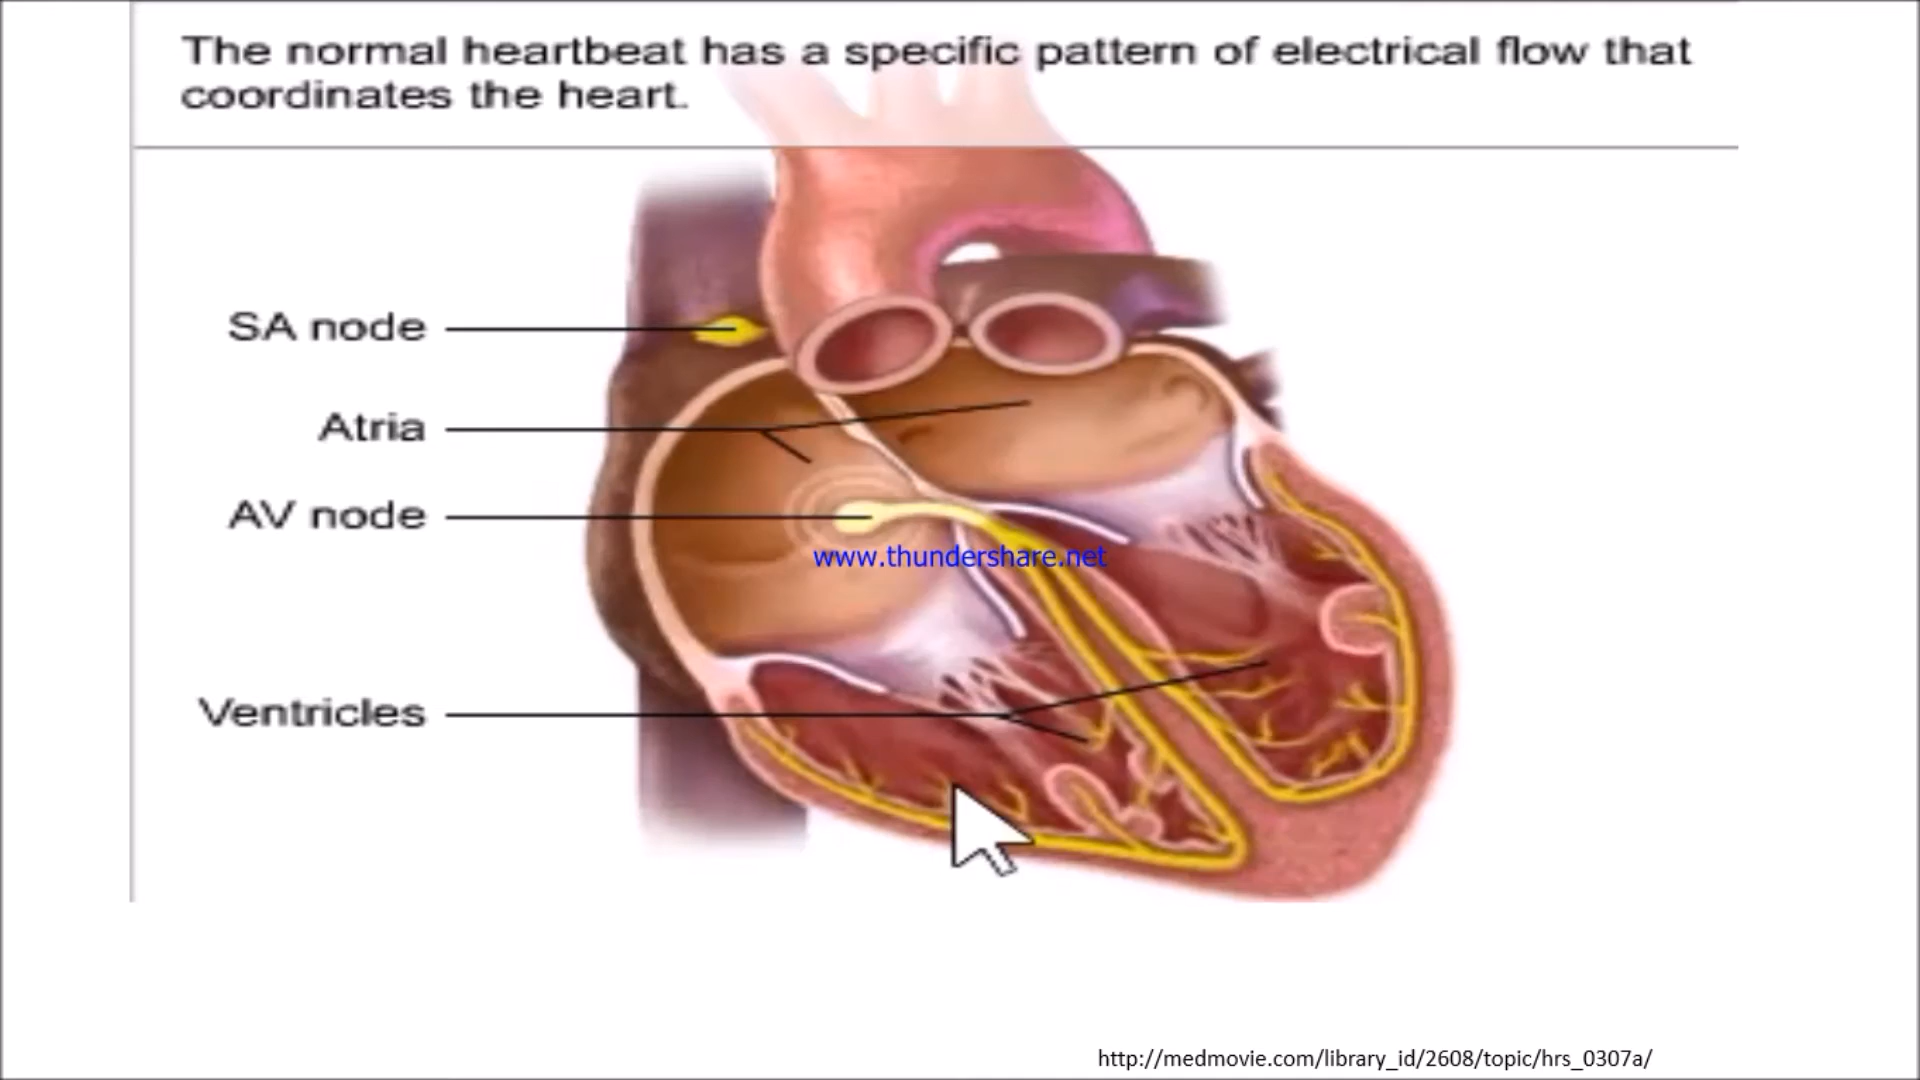 The normal heartbeat has a specific pattern of electrical flow that
coordinates the heart.
SA node
Atria
AV node
www.thundershare.net
Ventricles
http://medmovie.com/library_id/2608/topic/hrs_0307a/